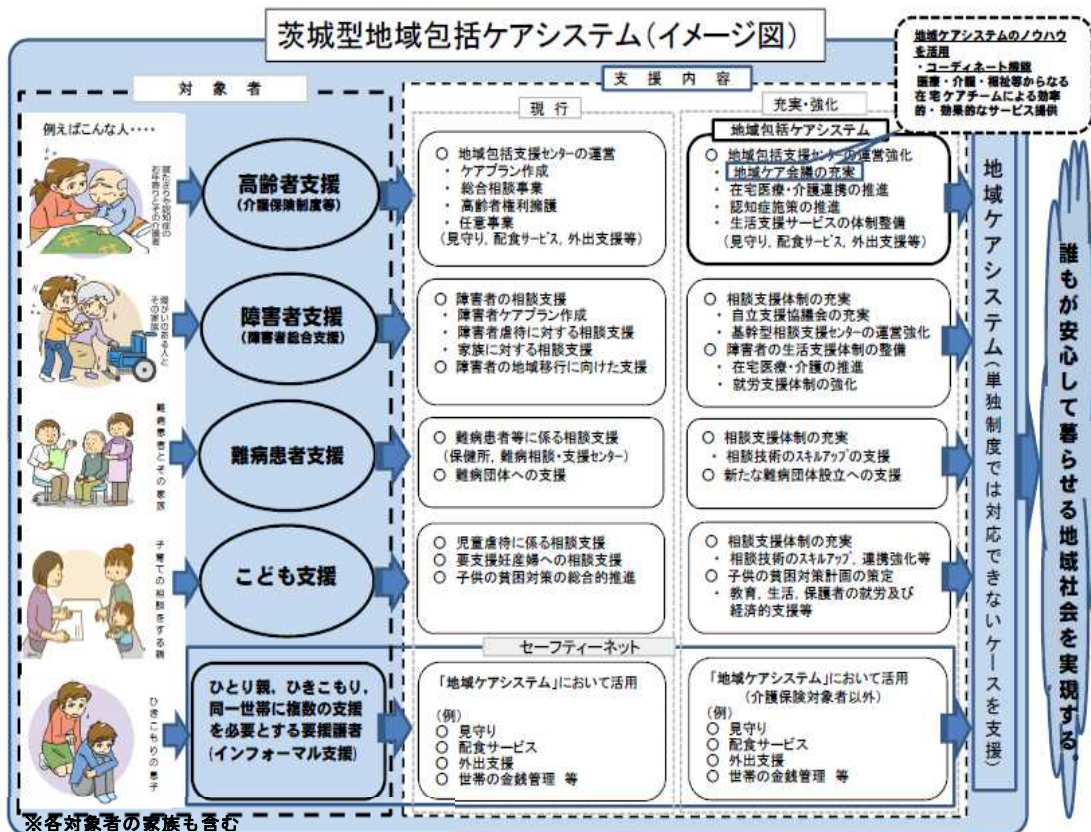 茨城型地域包括ケアシステム(イメージ図)
地域ケアシステムのノウハウ
を活用
・コーディネート機能
医療・介護・福祉等からなる
在宅ケアチームによる効率
的・効果的なサービス提供
対象者
支援内容
現行
充実・強化
例えばこんな人・・・・
寝たきりや認知症の
お年寄りとその介護者
高齢者支援
(介護保険制度等)
○ 地域包括支援センターの運営
・ ケアプラン作成
・ 総合相談事業
・ 高齢者権利擁護
・ 任意事業
(見守り, 配食サービス, 外出支援等)
地域包括ケアシステム
○ 地域包括支援センターの運営強化
・ 地域ケア会議の充実
・ 在宅医療・介護連携の推進
・ 認知症施策の推進
・ 生活支援サービスの体制整備
(見守り, 配食サービス, 外出支援等)
障がいのある人と
その家族
障害者支援
(障害者総合支援)
○ 障害者の相談支援
・ 障害者ケアプラン作成
・ 障害者虐待に対する相談支援
・ 家族に対する相談支援
○ 障害者の地域移行に向けた支援
○ 相談支援体制の充実
・ 自立支援協議会の充実
・ 基幹型相談支援センターの運営強化
○ 障害者の生活支援体制の整備
・ 在宅医療・介護の推進
・ 就労支援体制の強化
難病患者とその家族
難病患者支援
○ 難病患者等に係る相談支援
(保健所, 難病相談・支援センター)
○ 難病団体への支援
○ 相談支援体制の充実
・ 相談技術のスキルアップの支援
○ 新たな難病団体設立への支援
子育ての相談をする親
こども支援
○ 児童虐待に係る相談支援
○ 要支援妊産婦への相談支援
○ 子供の貧困対策の総合的推進
○ 相談支援体制の充実
・ 相談技術のスキルアップ, 連携強化等
○ 子供の貧困対策計画の策定
・ 教育, 生活, 保護者の就労及び
経済的支援等
セーフティーネット
ひきこもりの息子
ひとり親, ひきこもり,
同一世帯に複数の支援
を必要とする要援護者
(インフォーマル支援)
「地域ケアシステム」において活用
(例)
○ 見守り
○ 配食サービス
○ 外出支援
○ 世帯の金銭管理 等
「地域ケアシステム」において活用
(介護保険対象者以外)
(例)
○ 見守り
○ 配食サービス
○ 外出支援
○ 世帯の金銭管理 等
地域ケアシステム(単独制度では対応できないケースを支援)
誰もが安心して暮らせる地域社会を実現する。
※各対象者の家族も含む